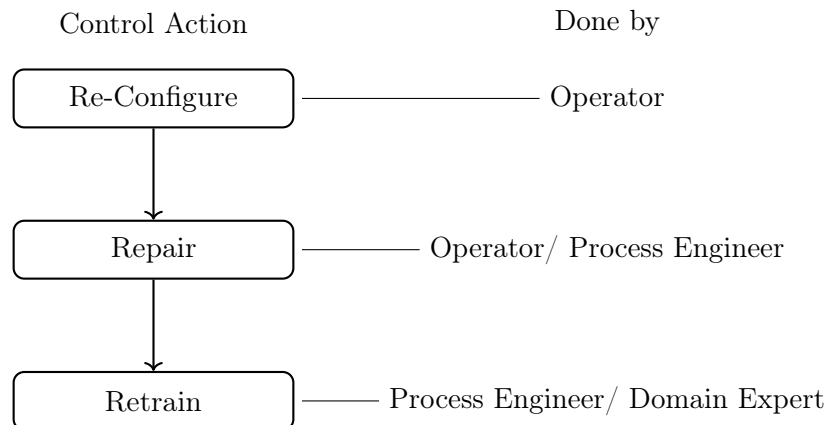 Control Action Done by
Re-Configure Operator
Repair Operator/ Process Engineer
Retrain Process Engineer/ Domain Expert